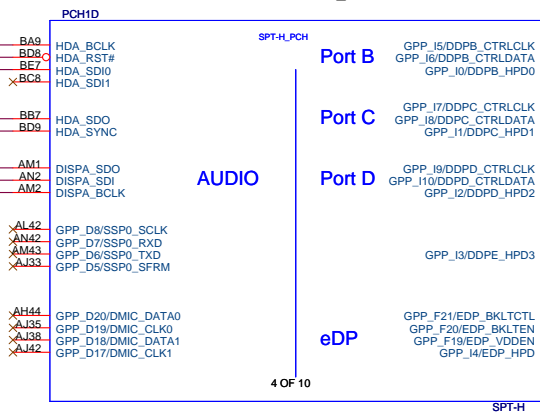 PCH1D
SPT-H_PCH
BA9 HDA_BCLK
BD8 HDA_RST#
BE7 HDA_SDI0
BC8 HDA_SDI1
BB7 HDA_SDO
BD9 HDA_SYNC
AM1 DISPA_SDO
AN2 DISPA_SDI
AM2 DISPA_BCLK
AL42 GPP_D8/SSP0_SCLK
AN42 GPP_D7/SSP0_RXD
AM43 GPP_D6/SSP0_TXD
AJ33 GPP_D5/SSP0_SFRM
AH44 GPP_D20/DMIC_DATA0
AJ35 GPP_D19/DMIC_CLK0
AJ38 GPP_D18/DMIC_DATA1
AJ42 GPP_D17/DMIC_CLK1
AUDIO
Port B
GPP_I5/DDPB_CTRLCLK
GPP_I6/DDPB_CTRLDATA
GPP_I0/DDPB_HPD0
Port C
GPP_I7/DDPC_CTRLCLK
GPP_I8/DDPC_CTRLDATA
GPP_I1/DDPC_HPD1
Port D
GPP_I9/DDPD_CTRLCLK
GPP_I10/DDPD_CTRLDATA
GPP_I2/DDPD_HPD2
GPP_I3/DDPE_HPD3
eDP
GPP_F21/EDP_BKLTCTL
GPP_F20/EDP_BKLTEN
GPP_F19/EDP_VDDEN
GPP_I4/EDP_HPD
4 OF 10
SPT-H